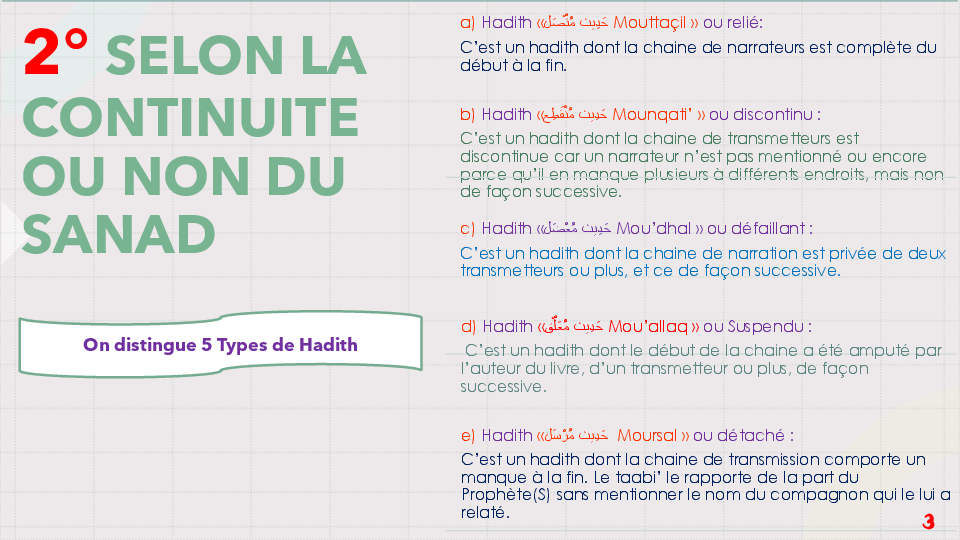 2° SELON LA
CONTINUITE
OU NON DU
SANAD
On distingue 5 Types de Hadith
a) Hadith «حَدِيث مُتَّصَل Mouttaçil » ou relié:
C’est un hadith dont la chaine de narrateurs est complète du
début à la fin.
b) Hadith «حَدِيث مُنْقَطِع Mounqati’ » ou discontinu :
C’est un hadith dont la chaine de transmetteurs est
discontinue car un narrateur n’est pas mentionné ou encore
parce qu’il en manque plusieurs à différents endroits, mais non
de façon successive.
c) Hadith «حَدِيث مُعْضَل Mou’dhal » ou défaillant :
C’est un hadith dont la chaine de narration est privée de deux
transmetteurs ou plus, et ce de façon successive.
d) Hadith «حَدِيث مُعَلَّق Mou’allaq » ou Suspendu :
C’est un hadith dont le début de la chaine a été amputé par
l’auteur du livre, d’un transmetteur ou plus, de façon
successive.
e) Hadith «حَدِيث مُرْسَل Moursal » ou détaché :
C’est un hadith dont la chaine de transmission comporte un
manque à la fin. Le taabi’ le rapporte de la part du
Prophète(S) sans mentionner le nom du compagnon qui le lui a
relaté.
3